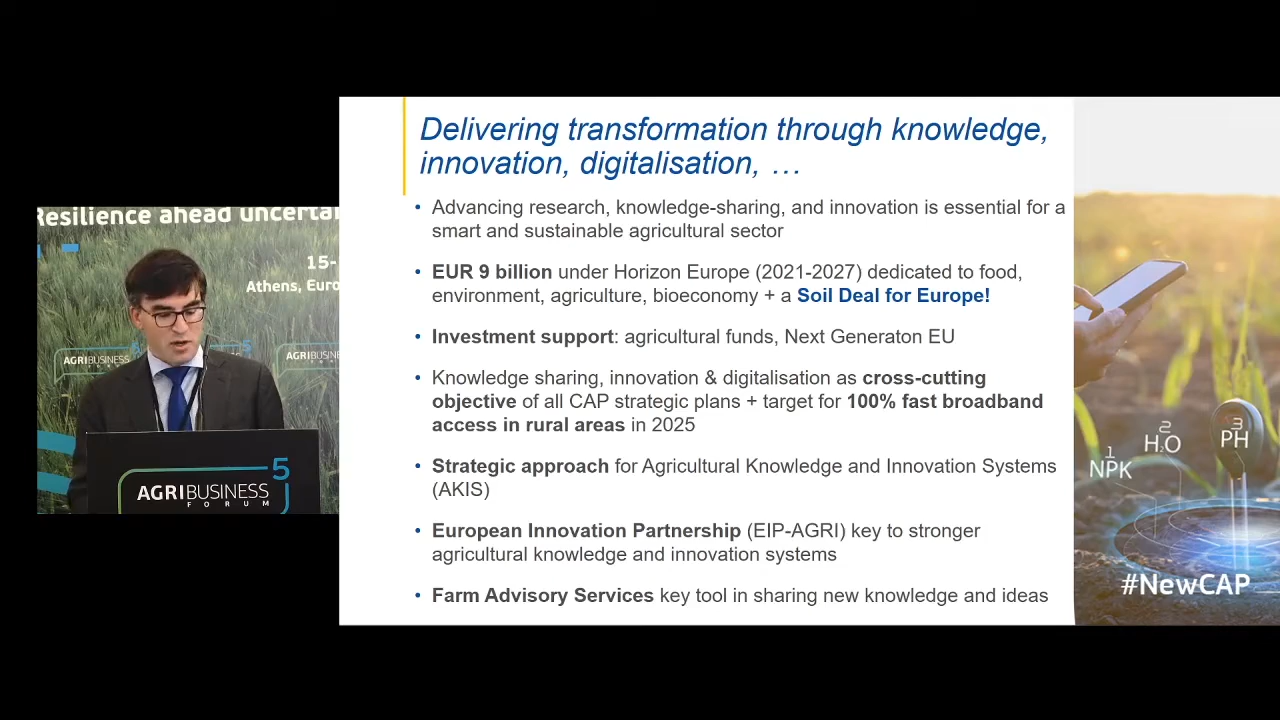 Resilience ahead
15-
Athens,
AGRIBUSINESS
AGRIBUSINESS
FORUM
5
Delivering transformation through knowledge,
innovation, digitalisation, …
• Advancing research, knowledge-sharing, and innovation is essential for a
smart and sustainable agricultural sector
• EUR 9 billion under Horizon Europe (2021-2027) dedicated to food,
environment, agriculture, bioeconomy + a Soil Deal for Europe!
• Investment support: agricultural funds, Next Generaton EU
• Knowledge sharing, innovation & digitalisation as cross-cutting
objective of all CAP strategic plans + target for 100% fast broadband
access in rural areas in 2025
• Strategic approach for Agricultural Knowledge and Innovation Systems
(AKIS)
• European Innovation Partnership (EIP-AGRI) key to stronger
agricultural knowledge and innovation systems
• Farm Advisory Services key tool in sharing new knowledge and ideas
1
NPK
2
H₂O
3
PH
#NewCAP